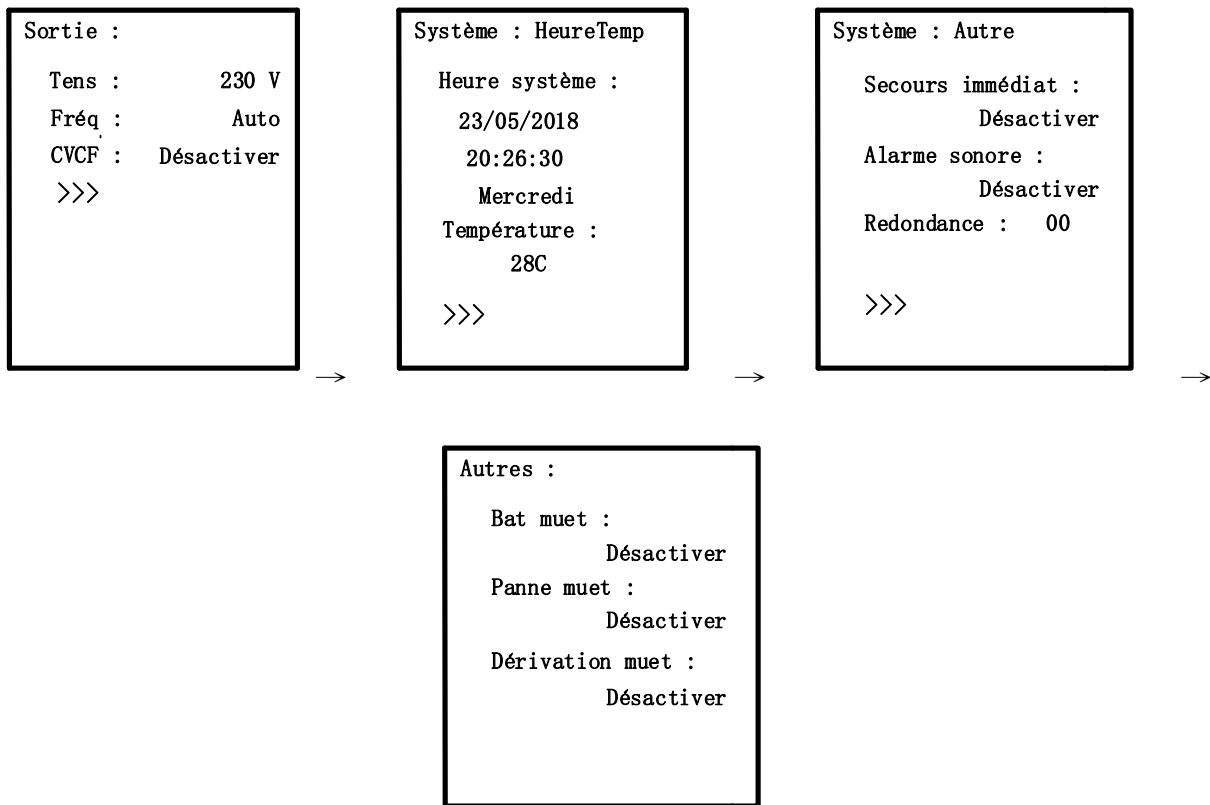 Sortie :
Tens : 230 V
Fréq : Auto
CVCF : Désactiver
>>>
Système : HeureTemp
Heure système :
23/05/2018
20:26:30
Mercredi
Température :
28C
>>>
Système : Autre
Secours immédiat :
Désactiver
Alarme sonore :
Désactiver
Redondance : 00
>>>
→
→
→
Autres :
Bat muet :
Désactiver
Panne muet :
Désactiver
Dérivation muet :
Désactiver